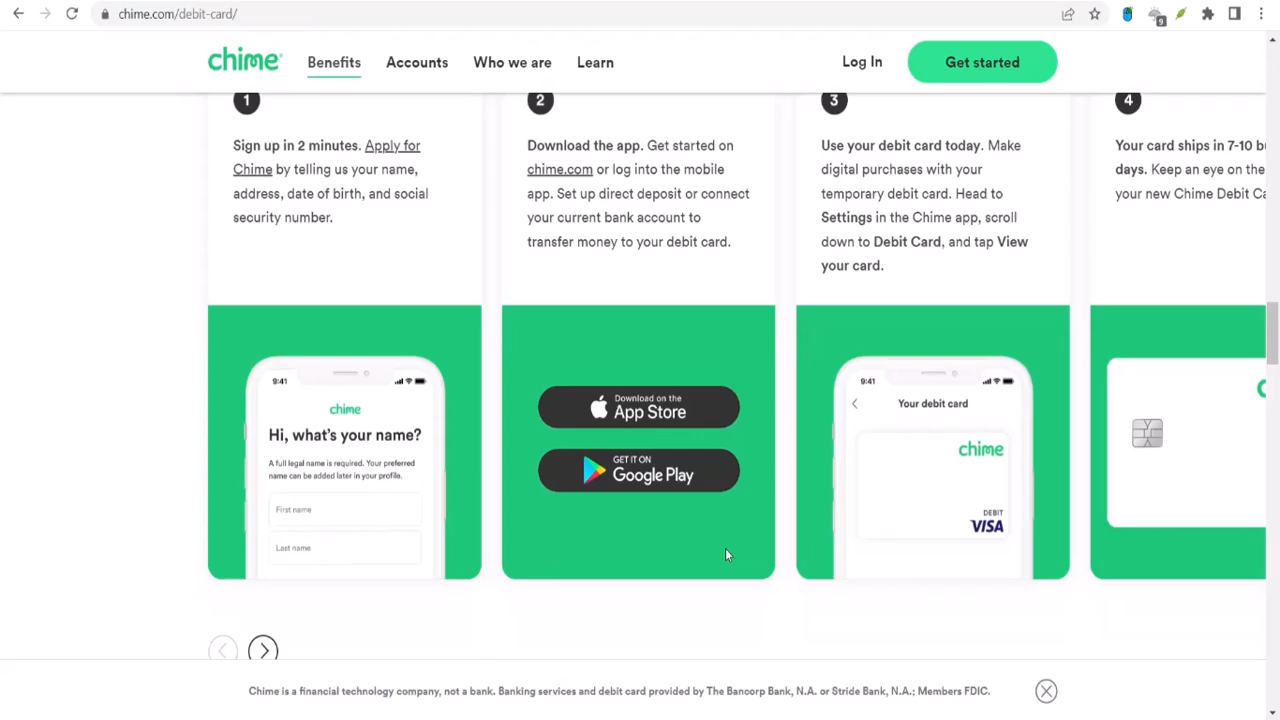 chime.com/debit-card/
9
chime
Benefits
Accounts
Who we are
Learn
Log In
Get started
1
Sign up in 2 minutes. Apply for
Chime by telling us your name,
address, date of birth, and social
security number.
9:41
chime
Hi, what's your name?
A full legal name is required. Your preferred
name can be added later in your profile.
First name
Last name
2
Download the app. Get started on
chime.com or log into the mobile
app. Set up direct deposit or connect
your current bank account to
transfer money to your debit card.
Download on the
App Store
GET IT ON
Google Play
3
Use your debit card today. Make
digital purchases with your
temporary debit card. Head to
Settings in the Chime app, scroll
down to Debit Card, and tap View
your card.
9:41
Your debit card
chime
DEBIT
VISA
4
Your card ships in 7-10 bu
days. Keep an eye on the
your new Chime Debit Ca
Chime is a financial technology company, not a bank. Banking services and debit card provided by The Bancorp Bank, N.A. or Stride Bank, N.A.; Members FDIC.